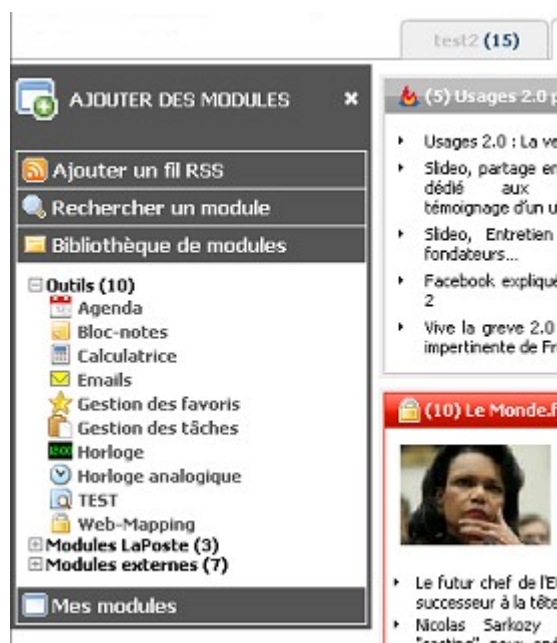 test2 (15)
AJOUTER DES MODULES
Ajouter un fil RSS
Rechercher un module
Bibliothèque de modules
Outils (10)
Agenda
Bloc-notes
Calculatrice
Emails
Gestion des favoris
Gestion des tâches
Horloge
Horloge analogique
TEST
Web-Mapping
Modules LaPoste (3)
Modules externes (7)
Mes modules
(5) Usages 2.0
Usages 2.0 : La
Slideo, partage
dédié aux
témoignage d'un
Slideo, Entretien
fondateurs...
Facebook
2
Vive la greve 2.0
impertinente de
(10) Le Monde.f
Le futur chef de
successeur à la
Nicolas Sarkozy